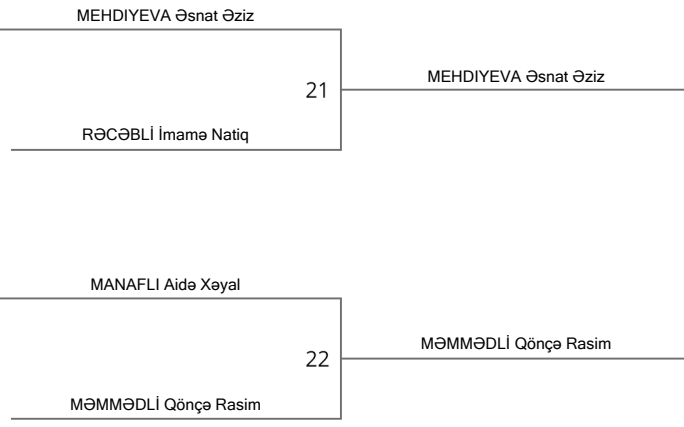 MEHDIYEVA Əsnat Əziz
21
MEHDIYEVA Əsnat Əziz
RƏCƏBLİ İmamə Natiq
MANAFLI Aidə Xəyal
22
MƏMMƏDLİ Qönçə Rasim
MƏMMƏDLİ Qönçə Rasim